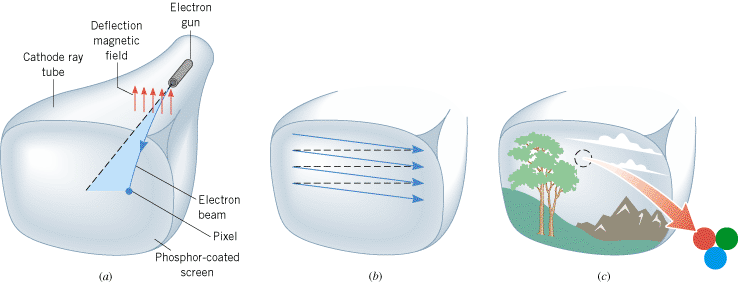 Electron
gun
Deflection
magnetic
field
Cathode ray
tube
Electron
beam
Pixel
Phosphor-coated
screen
(a)
(b)
(c)